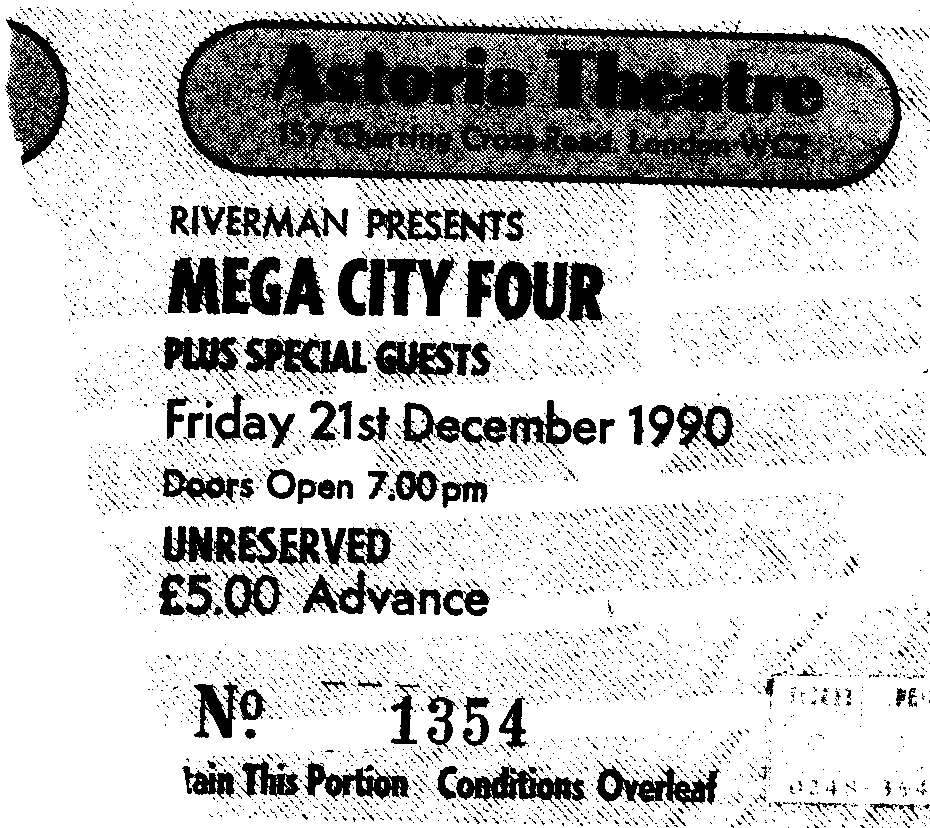 Astoria Theatre
157 Charring Cross Road, London WC2
RIVERMAN PRESENTS
MEGA CITY FOUR
PLUS SPECIAL GUESTS
Friday 21st December 1990
Doors Open 7.00pm
UNRESERVED
£5.00 Advance
No. 1354
tain This Portion Conditions Overleaf